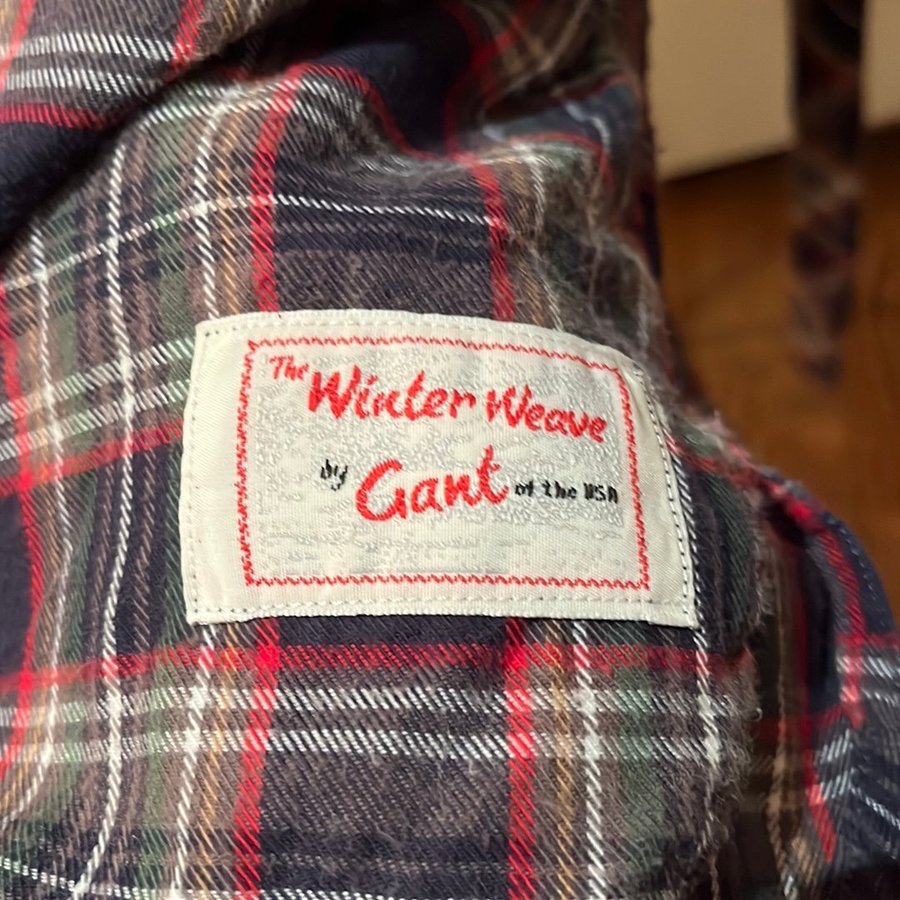 The Winter Weave
by Gant of the USA